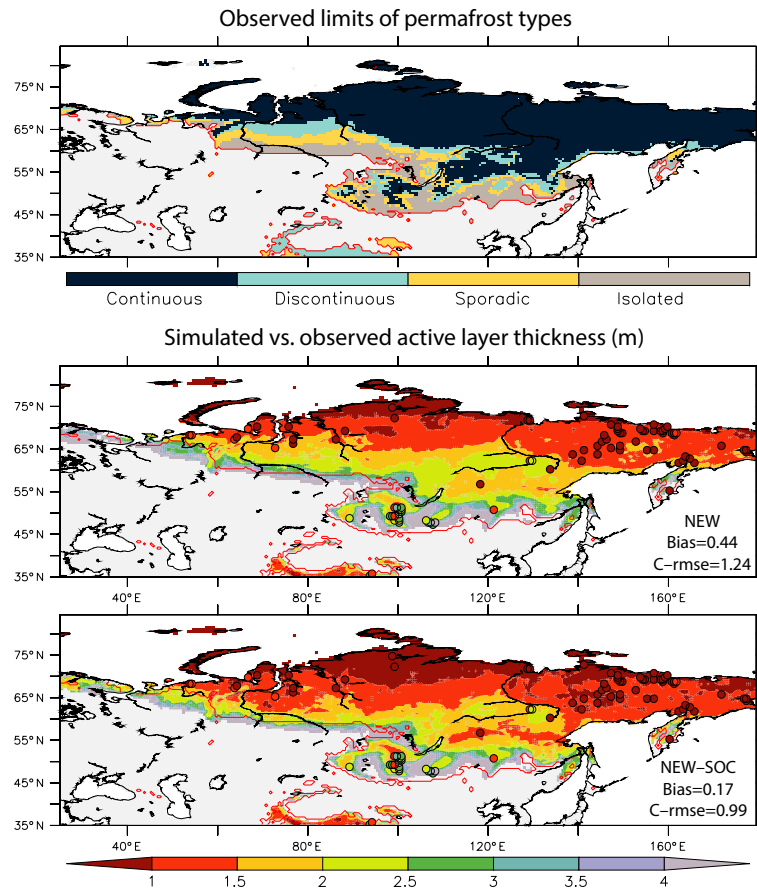 Observed limits of permafrost types
75°N
65°N
55°N
45°N
35°N
Continuous Discontinuous Sporadic Isolated
Simulated vs. observed active layer thickness (m)
75°N
65°N
55°N
45°N
35°N
NEW
Bias=0.44
C-rmse=1.24
40°E 80°E 120°E 160°E
75°N
65°N
55°N
45°N
35°N
NEW-SOC
Bias=0.17
C-rmse=0.99
40°E 80°E 120°E 160°E
1 1.5 2 2.5 3 3.5 4